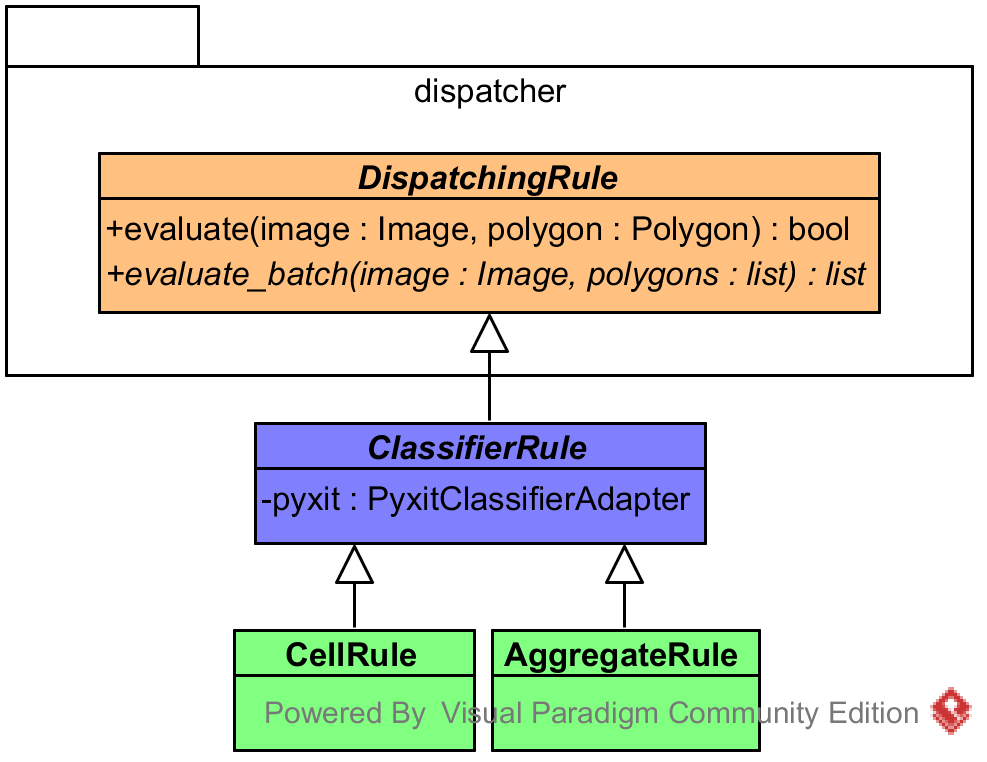 dispatcher
DispatchingRule
+evaluate(image : Image, polygon : Polygon) : bool
+evaluate_batch(image : Image, polygons : list) : list
ClassifierRule
-pyxit : PyxitClassifierAdapter
CellRule
AggregateRule
Powered By Visual Paradigm Community Edition